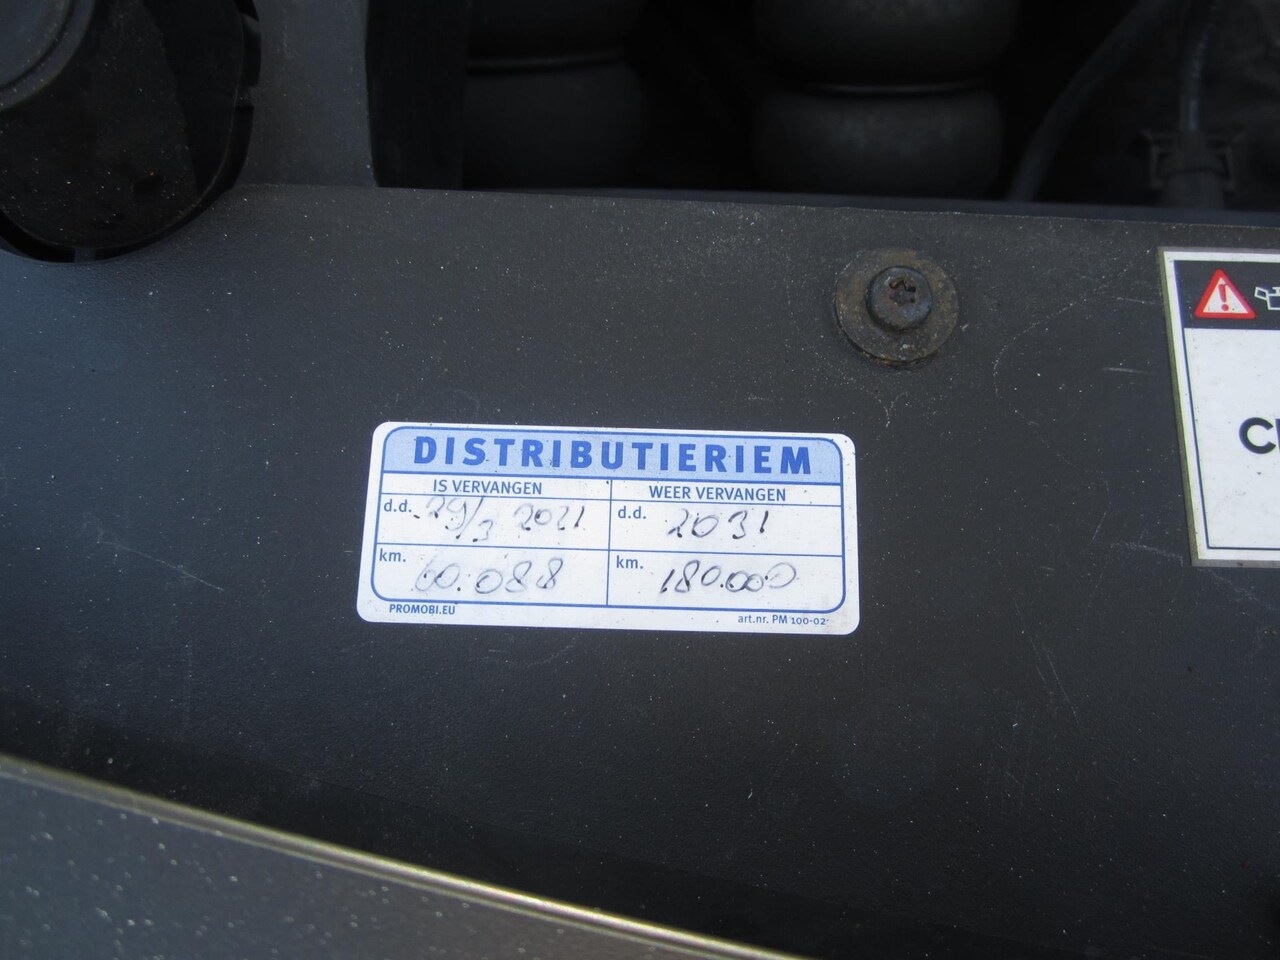 DISTRIBUTIERIEM
IS VERVANGEN
WEER VERVANGEN
d.d. 29/3 2021
d.d. 2031
km. 60.088
km. 180.000
PROMOBI.EU
art.nr. PM 100-02